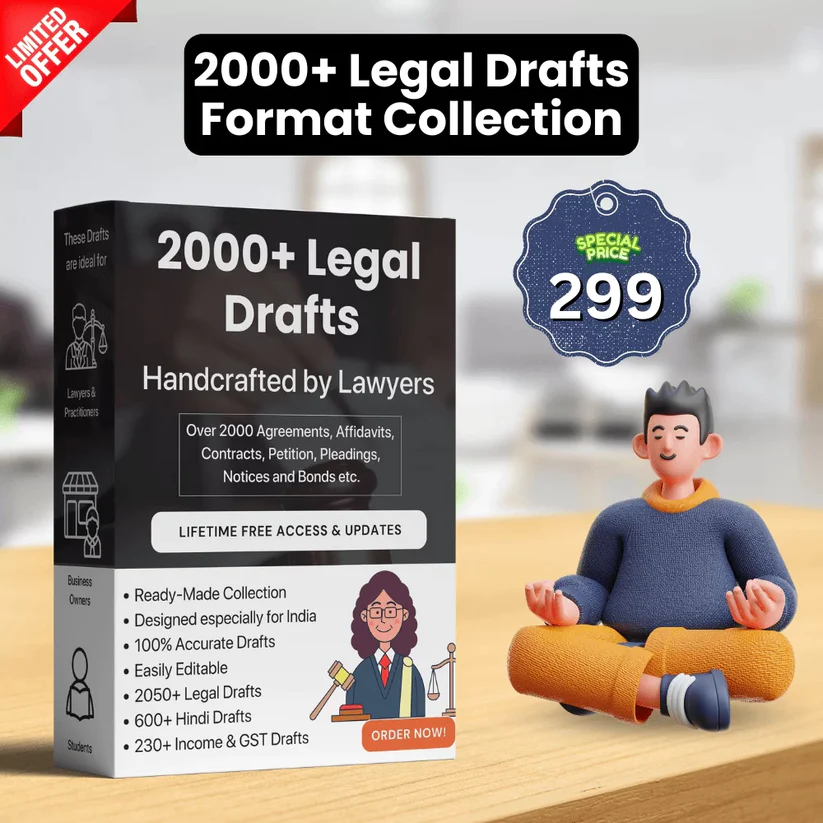 LIMITED
OFFER
2000+ Legal Drafts
Format Collection
SPECIAL
PRICE
299
These Drafts
are ideal for
Lawyers &
Practitioners
Business
Owners
Students
2000+ Legal
Drafts
Handcrafted by Lawyers
Over 2000 Agreements, Affidavits,
Contracts, Petition, Pleadings,
Notices and Bonds etc.
LIFETIME FREE ACCESS & UPDATES
• Ready-Made Collection
• Designed especially for India
• 100% Accurate Drafts
• Easily Editable
• 2050+ Legal Drafts
• 600+ Hindi Drafts
• 230+ Income & GST Drafts
ORDER NOW!